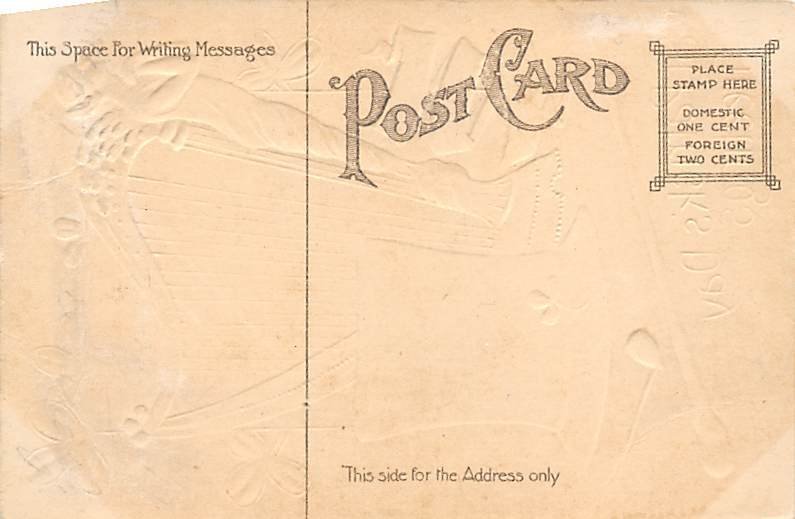 This Space For Writing Messages
POST CARD
PLACE
STAMP HERE
DOMESTIC
ONE CENT
FOREIGN
TWO CENTS
This side for the Address only